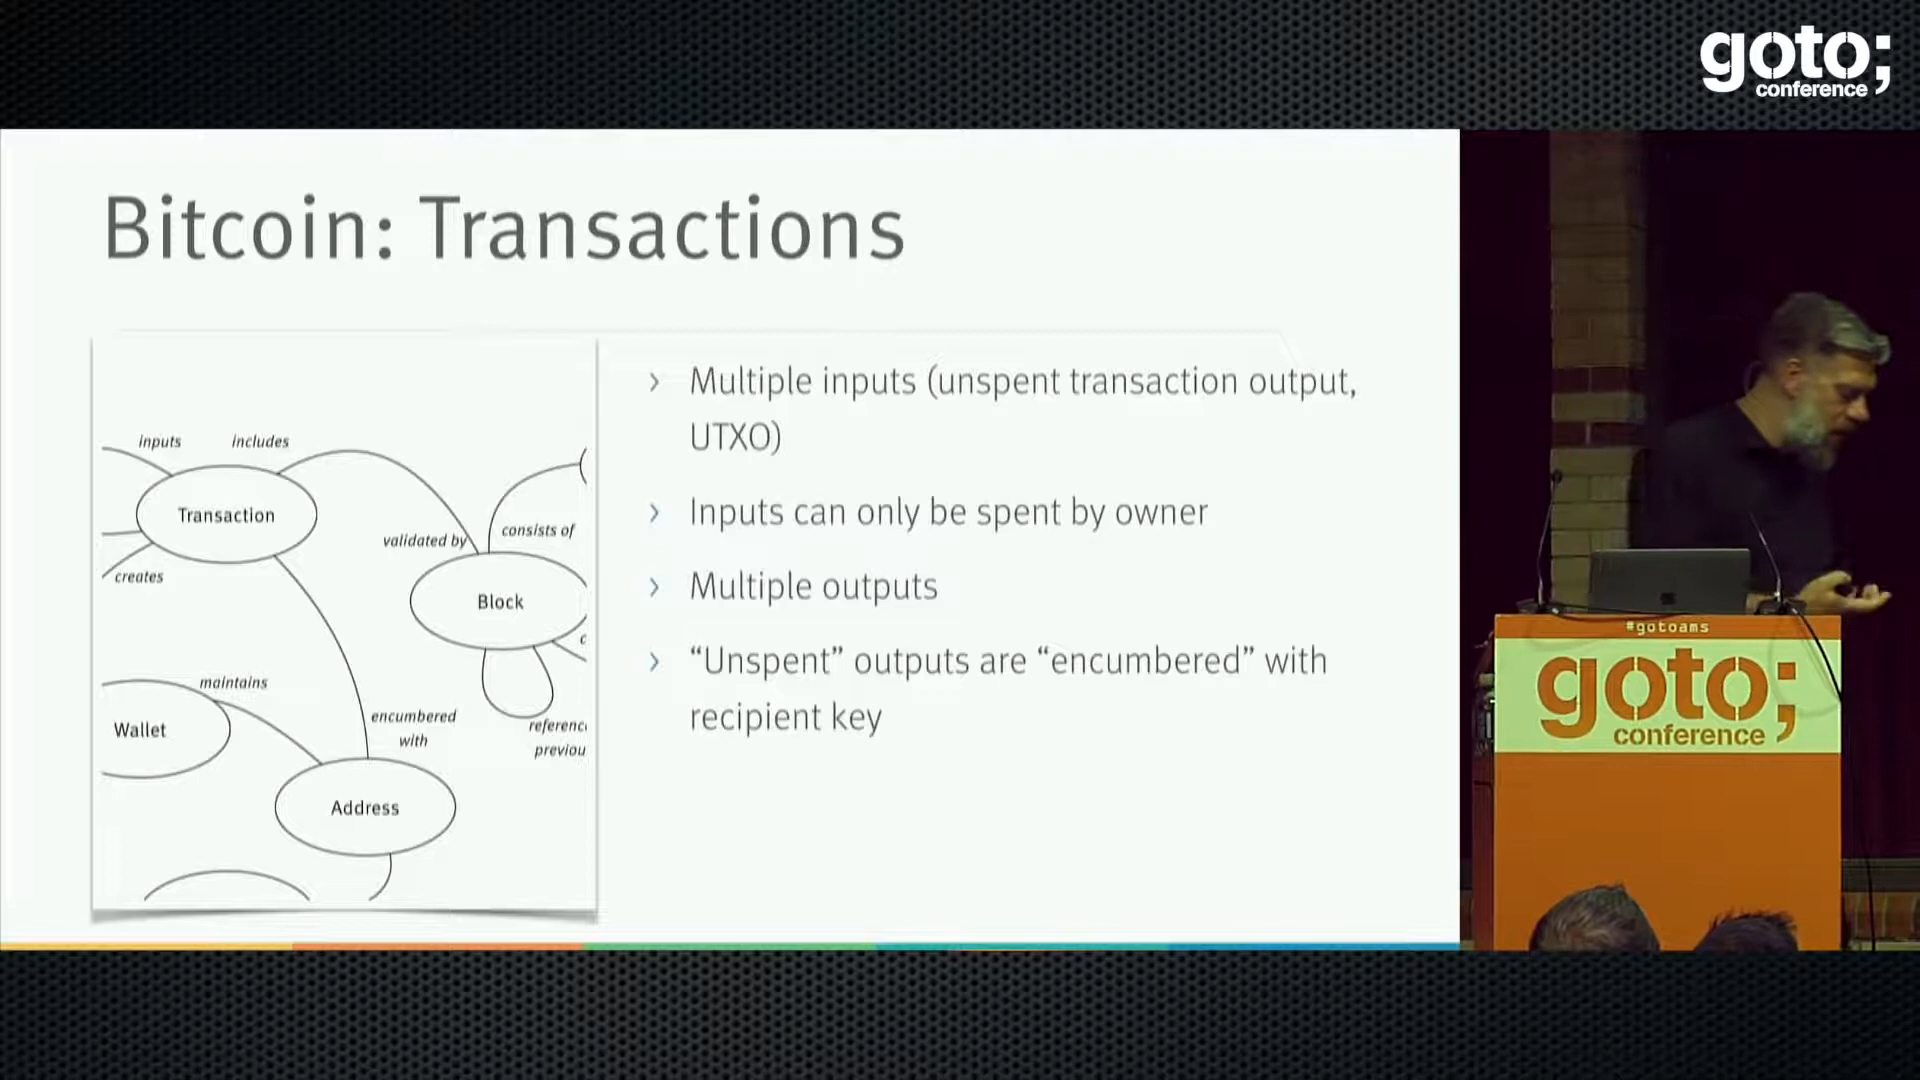 goto;
conference
Bitcoin: Transactions
inputs
includes
Transaction
creates
validated by
consists of
Block
maintains
Wallet
encumbered
with
Address
› Multiple inputs (unspent transaction output,
UTXO)
› Inputs can only be spent by owner
› Multiple outputs
› “Unspent” outputs are “encumbered” with
recipient key
#gotoams
goto;
conference